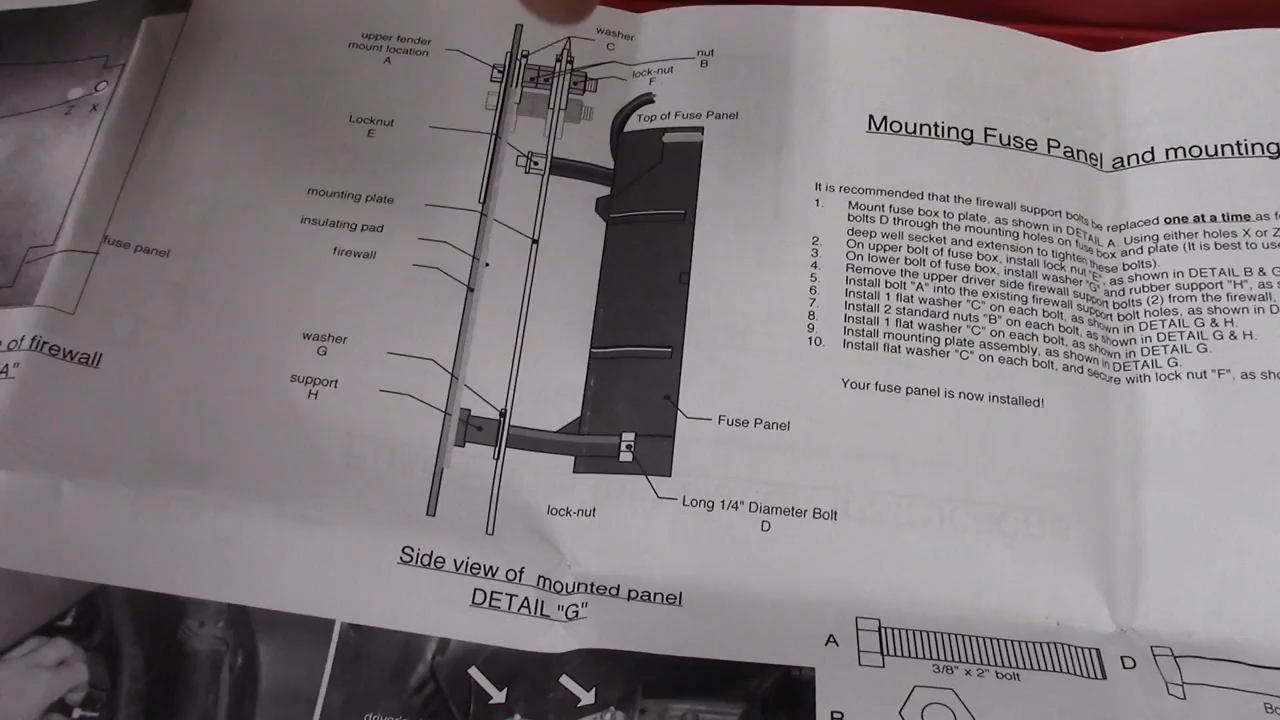 upper fender
mount location
A
washer
C
nut
B
lock-nut
F
Top of Fuse Panel
Locknut
E
mounting plate
insulating pad
firewall
washer
G
support
H
Fuse Panel
Long 1/4" Diameter Bolt
D
lock-nut
Side view of mounted panel
DETAIL "G"
Z X
fuse panel
of firewall
A"
Mounting Fuse Panel and mounting
It is recommended that the firewall support bolts be replaced one at a time as
1. Mount fuse box to plate, as shown in DETAIL A. Using either holes X or Z
bolts D through the mounting holes on fuse box and plate (It is best to use
deep well secket and extension to tighten these bolts).
2. On upper bolt of fuse box, install lock nut "E", as shown in DETAIL B & G
3. On lower bolt of fuse box, install washer "G" and rubber support "H", as
4. Remove the upper driver side firewall support bolts (2) from the firewall,
5. Install bolt "A" into the existing firewall support bolt holes, as shown in
6. Install 1 flat washer "C" on each bolt, as shown in DETAIL G & H.
7. Install 2 standard nuts "B" on each bolt, as shown in DETAIL G & H.
8. Install 1 flat washer "C" on each bolt, as shown in DETAIL G.
9. Install mounting plate assembly, as shown in DETAIL G.
10. Install flat washer "C" on each bolt, and secure with lock nut "F", as
Your fuse panel is now installed!
A
3/8" x 2" bolt
D
B